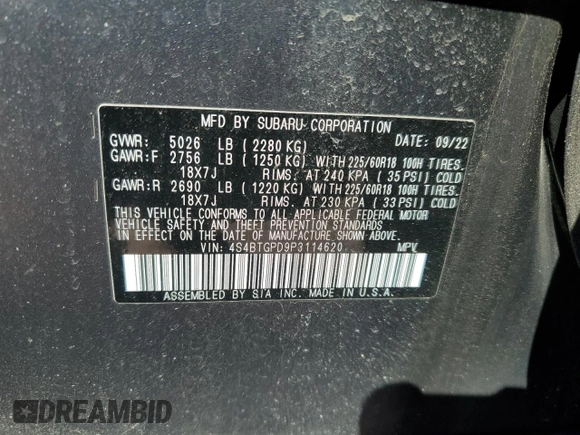 MFD BY SUBARU CORPORATION
GVWR: 5026 LB ( 2280 KG) DATE: 09/22
GAWR:F 2756 LB ( 1250 KG) WITH 225/60R18 100H TIRES,
18X7J RIMS, AT 240 KPA ( 35 PSI) COLD
GAWR:R 2690 LB ( 1220 KG) WITH 225/60R18 100H TIRES,
18X7J RIMS, AT 230 KPA ( 33 PSI) COLD
THIS VEHICLE CONFORMS TO ALL APPLICABLE FEDERAL MOTOR
VEHICLE SAFETY AND THEFT PREVENTION STANDARDS
IN EFFECT ON THE DATE OF MANUFACTURE SHOWN ABOVE.
VIN: 4S4BTGPD9P3114620 MPV
ASSEMBLED BY SIA INC. MADE IN U.S.A.
DREAMBID